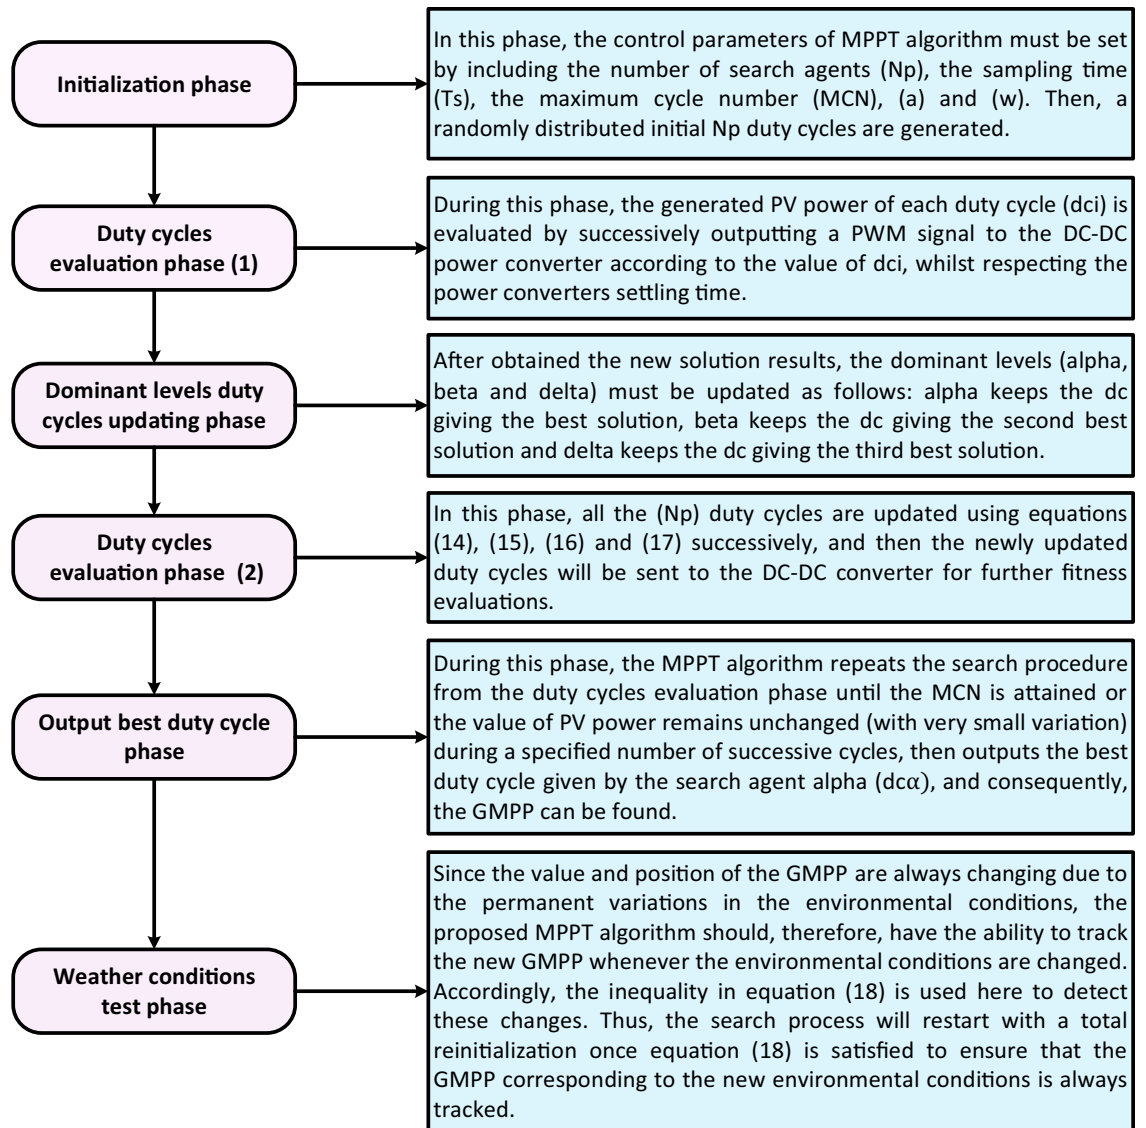 Initialization phase
In this phase, the control parameters of MPPT algorithm must be set
by including the number of search agents (Np), the sampling time
(Ts), the maximum cycle number (MCN), (a) and (w). Then, a
randomly distributed initial Np duty cycles are generated.
Duty cycles
evaluation phase (1)
During this phase, the generated PV power of each duty cycle (dci) is
evaluated by successively outputting a PWM signal to the DC-DC
power converter according to the value of dci, whilst respecting the
power converters settling time.
Dominant levels duty
cycles updating phase
After obtained the new solution results, the dominant levels (alpha,
beta and delta) must be updated as follows: alpha keeps the dc
giving the best solution, beta keeps the dc giving the second best
solution and delta keeps the dc giving the third best solution.
Duty cycles
evaluation phase (2)
In this phase, all the (Np) duty cycles are updated using equations
(14), (15), (16) and (17) successively, and then the newly updated
duty cycles will be sent to the DC-DC converter for further fitness
evaluations.
Output best duty cycle
phase
During this phase, the MPPT algorithm repeats the search procedure
from the duty cycles evaluation phase until the MCN is attained or
the value of PV power remains unchanged (with very small variation)
during a specified number of successive cycles, then outputs the best
duty cycle given by the search agent alpha (dcα), and consequently,
the GMPP can be found.
Weather conditions
test phase
Since the value and position of the GMPP are always changing due to
the permanent variations in the environmental conditions, the
proposed MPPT algorithm should, therefore, have the ability to track
the new GMPP whenever the environmental conditions are changed.
Accordingly, the inequality in equation (18) is used here to detect
these changes. Thus, the search process will restart with a total
reinitialization once equation (18) is satisfied to ensure that the
GMPP corresponding to the new environmental conditions is always
tracked.